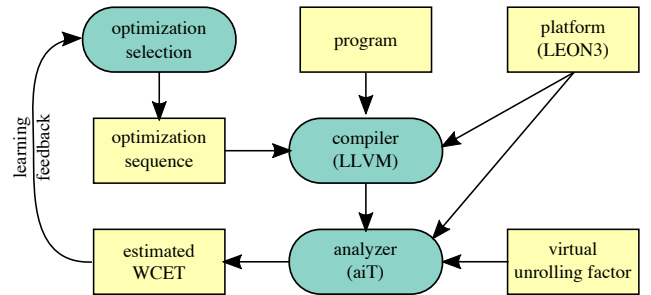 optimization
selection
program
platform
(LEON3)
learning
feedback
optimization
sequence
compiler
(LLVM)
estimated
WCET
analyzer
(aiT)
virtual
unrolling factor